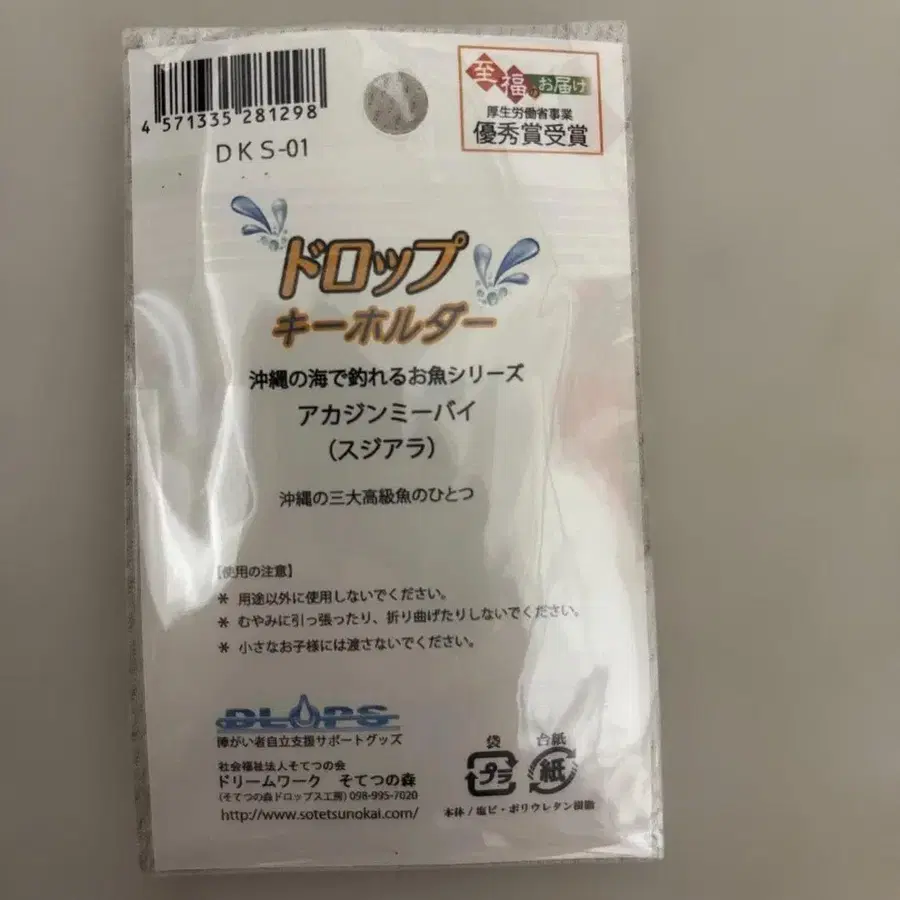 4 571335 281298
DKS-01
至福のお届け
厚生労働省事業
優秀賞受賞
ドロップ
キーホルダー
沖縄の海で釣れるお魚シリーズ
アカジンミーバイ
（スジアラ）
沖縄の三大高級魚のひとつ
【使用の注意】
＊ 用途以外に使用しないでください。
＊ むやみに引っ張ったり、折り曲げたりしないでください。
＊ 小さなお子様には渡さないでください。
DLOPS
障がい者自立支援サポートグッズ
社会福祉法人そてつの会
ドリームワーク　そてつの森
（そてつの森ドロップス工房）098-995-7020
http://www.sotetsunokai.com/
袋
プラ
台紙
紙
本体 / 塩ビ・ポリウレタン樹脂